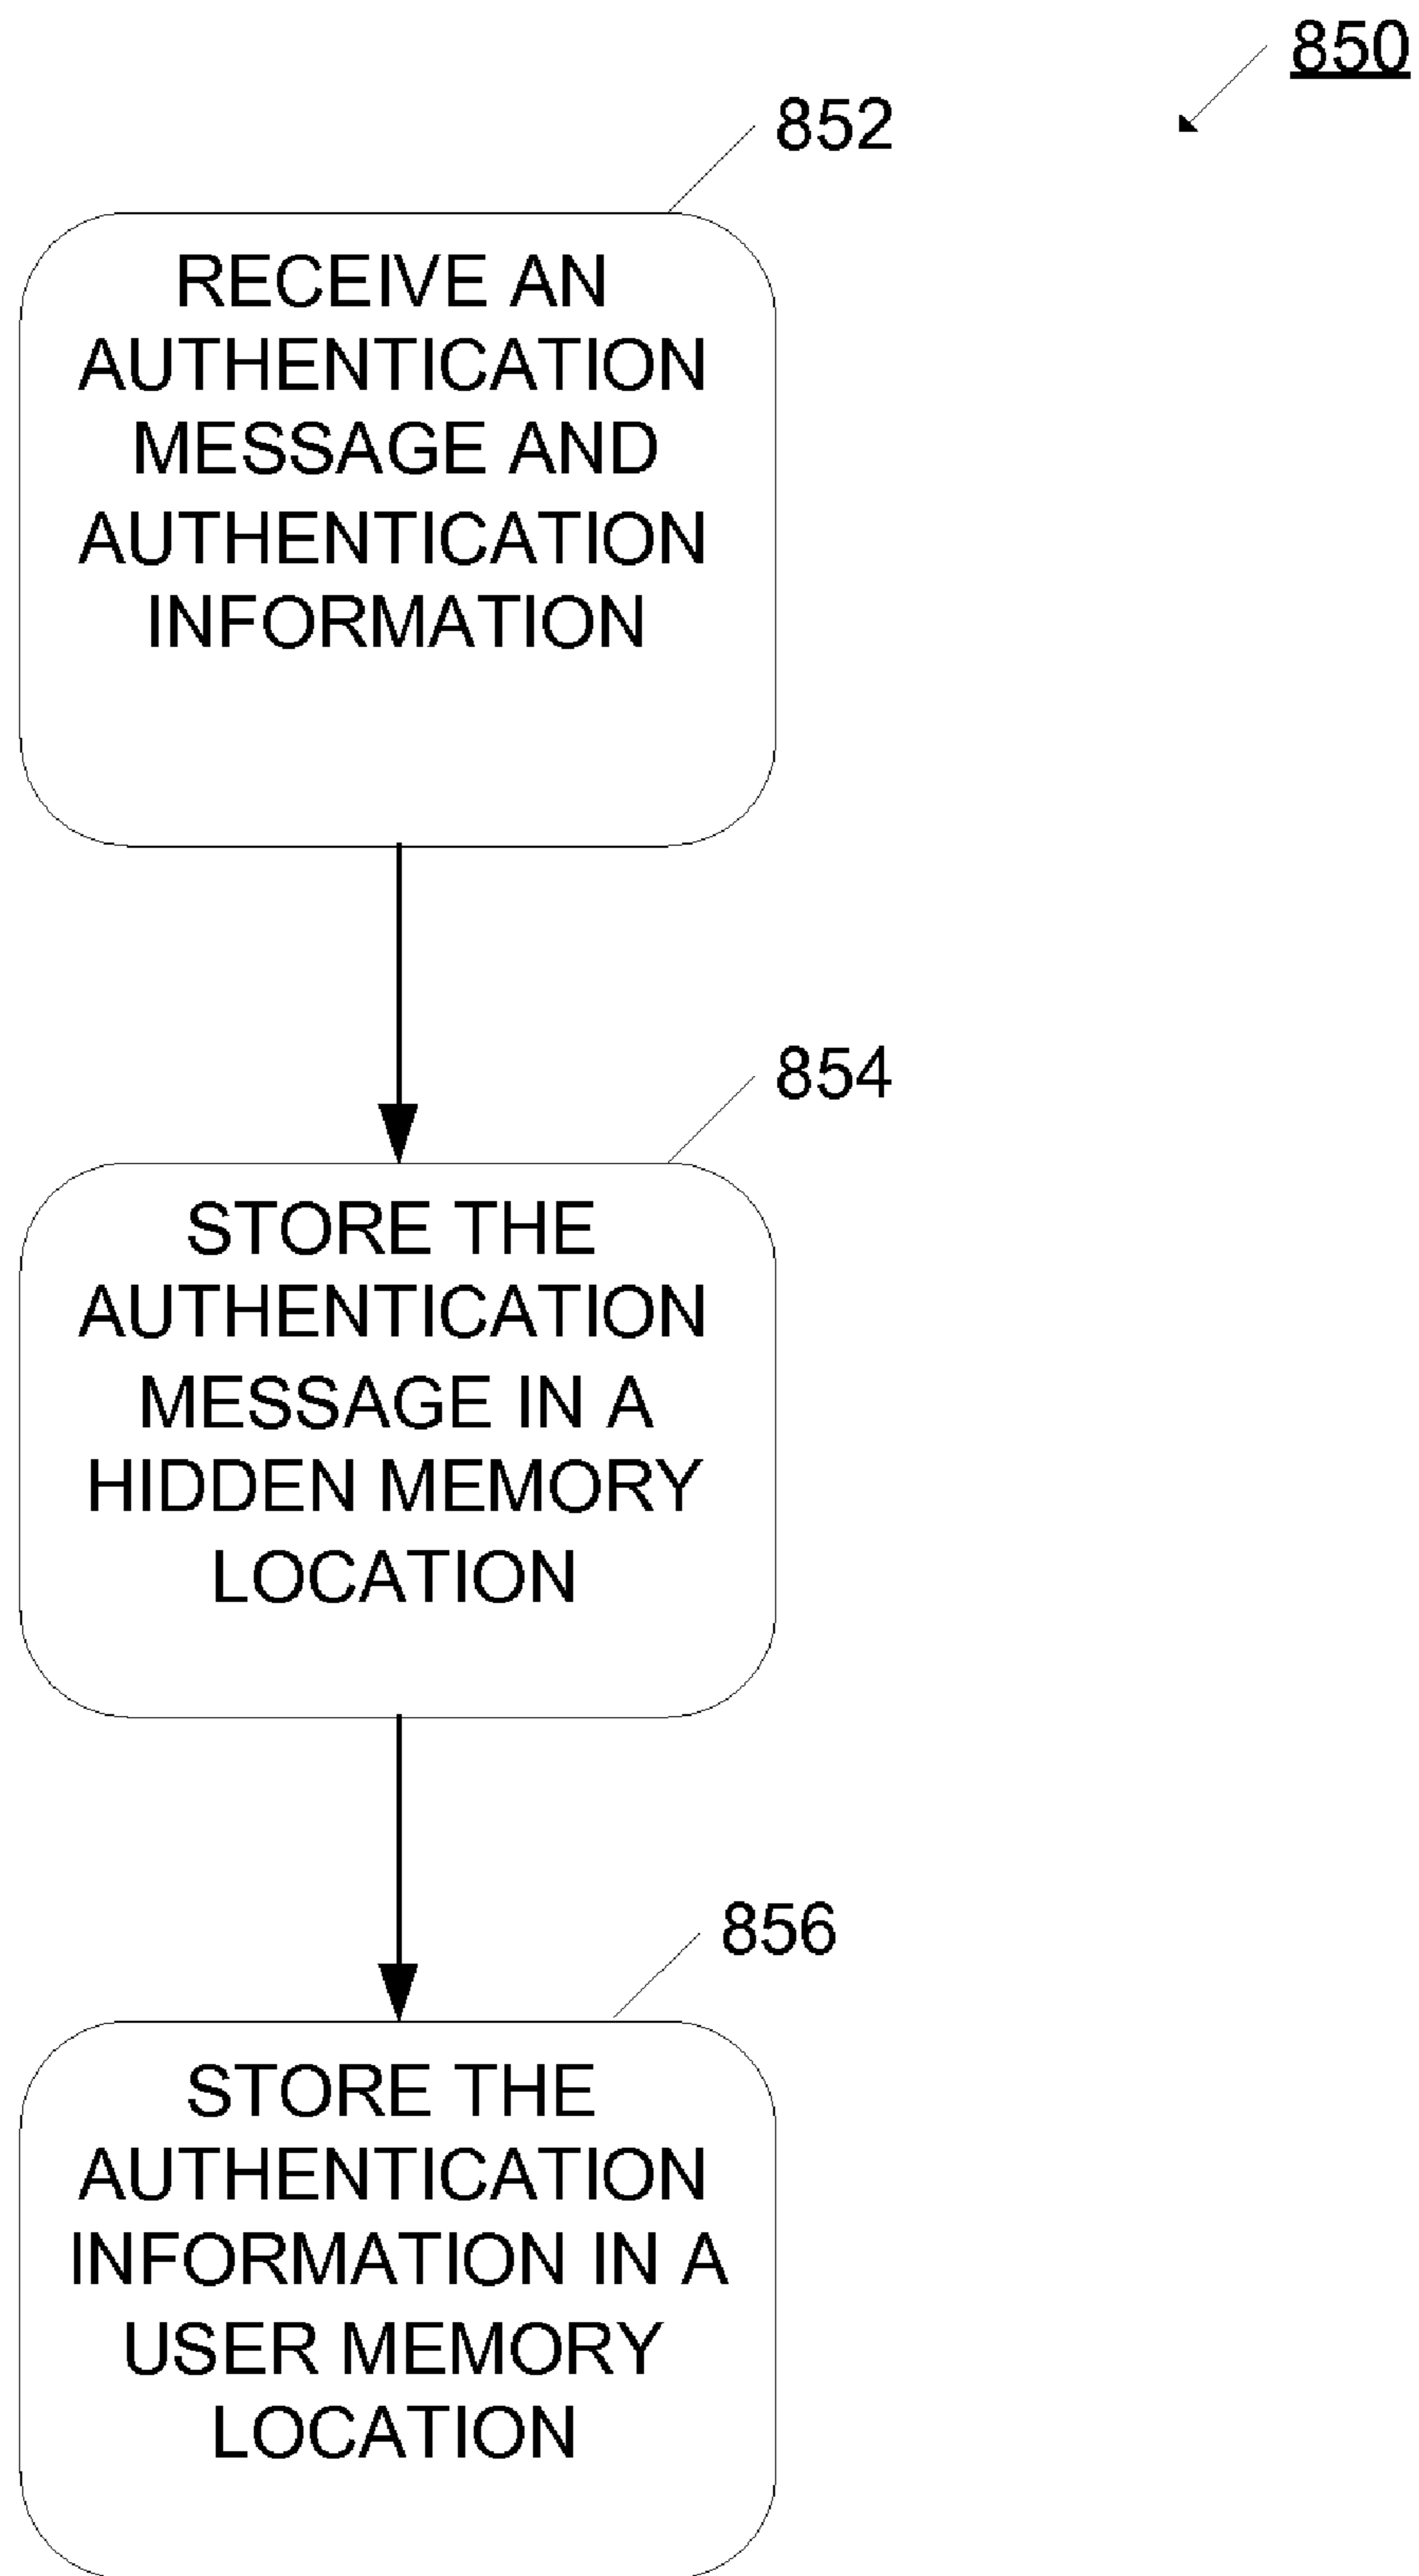 850
852
RECEIVE AN
AUTHENTICATION
MESSAGE AND
AUTHENTICATION
INFORMATION
854
STORE THE
AUTHENTICATION
MESSAGE IN A
HIDDEN MEMORY
LOCATION
856
STORE THE
AUTHENTICATION
INFORMATION IN A
USER MEMORY
LOCATION